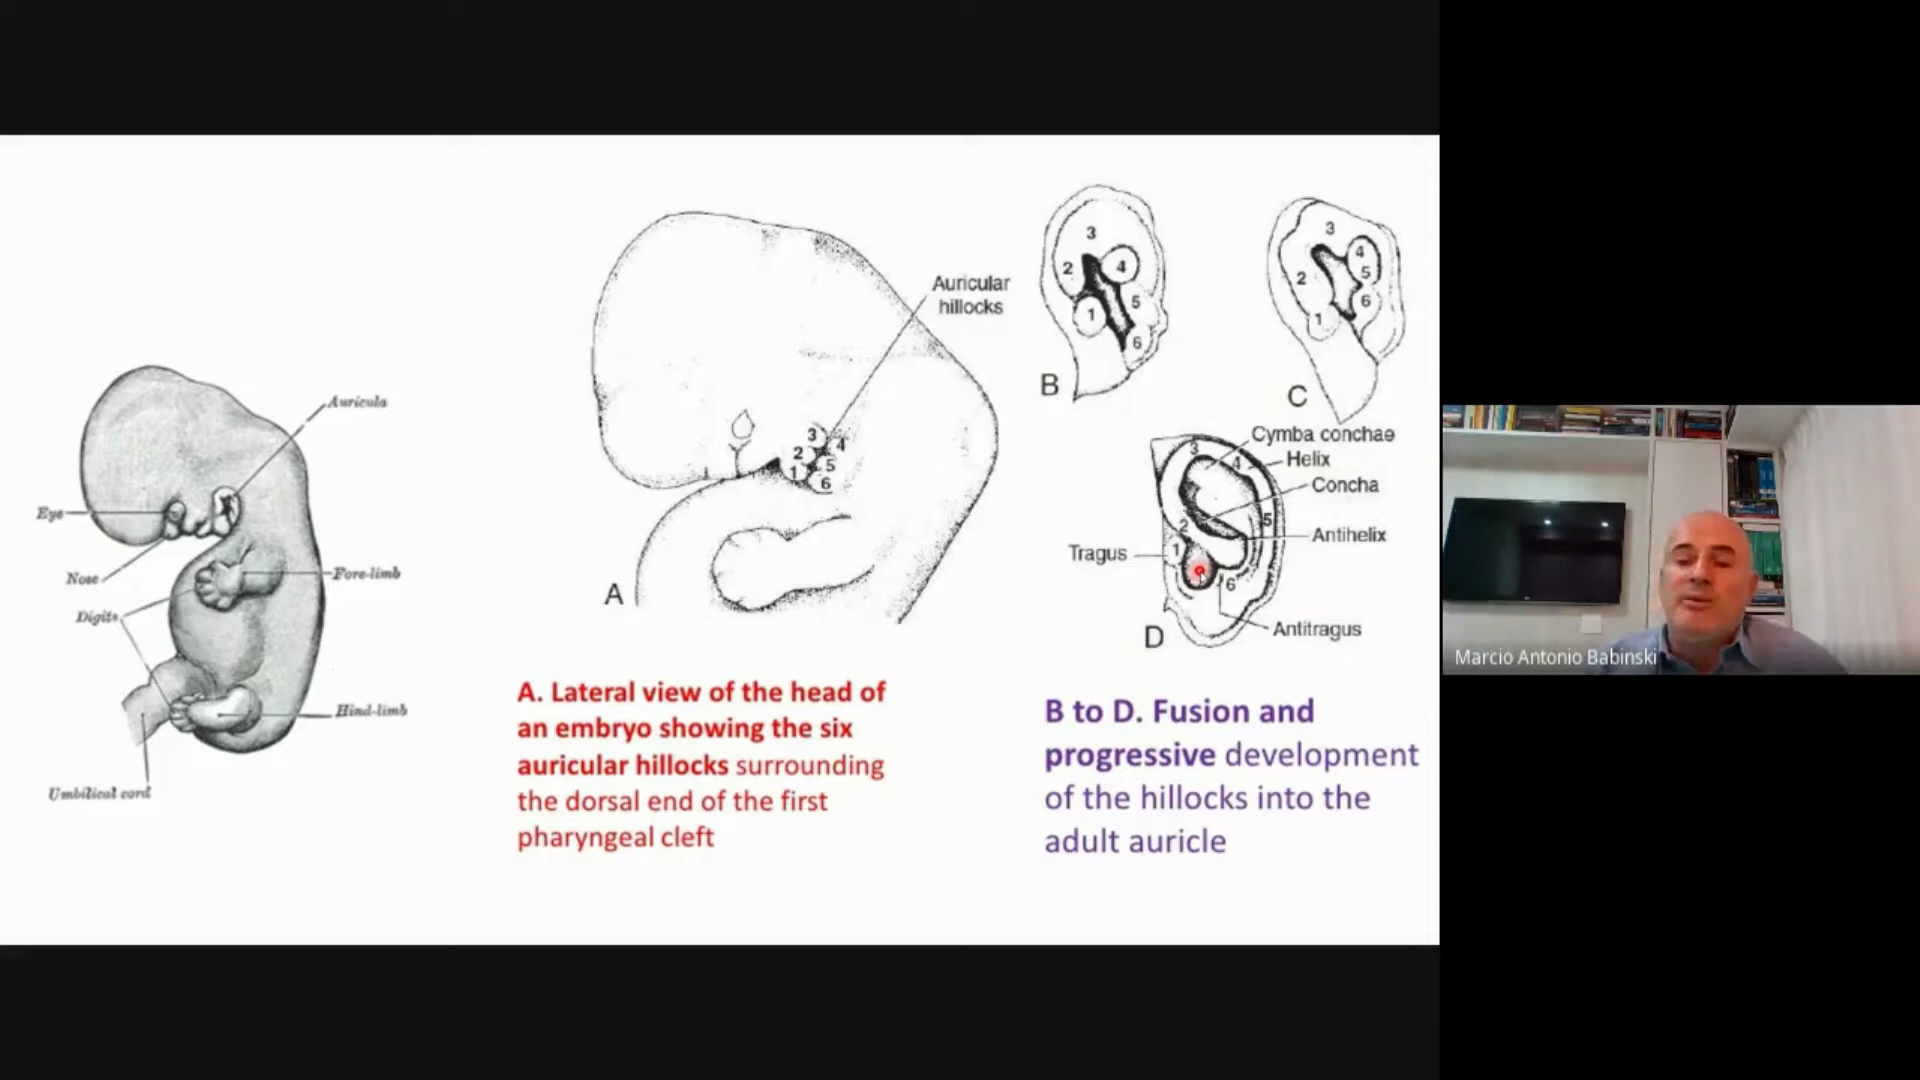 Auricula
Eye
Nose
Fore-limb
Digits
Hind-limb
Umbilical cord
Auricular
hillocks
3
4
2
5
1
6
A
3
2
4
5
1
6
B
3
4
2
5
6
1
C
Cymba conchae
3
4
Helix
Concha
5
2
Antihelix
Tragus
1
6
Antitragus
D
A. Lateral view of the head of
an embryo showing the six
auricular hillocks surrounding
the dorsal end of the first
pharyngeal cleft
B to D. Fusion and
progressive development
of the hillocks into the
adult auricle
Marcio Antonio Babinski